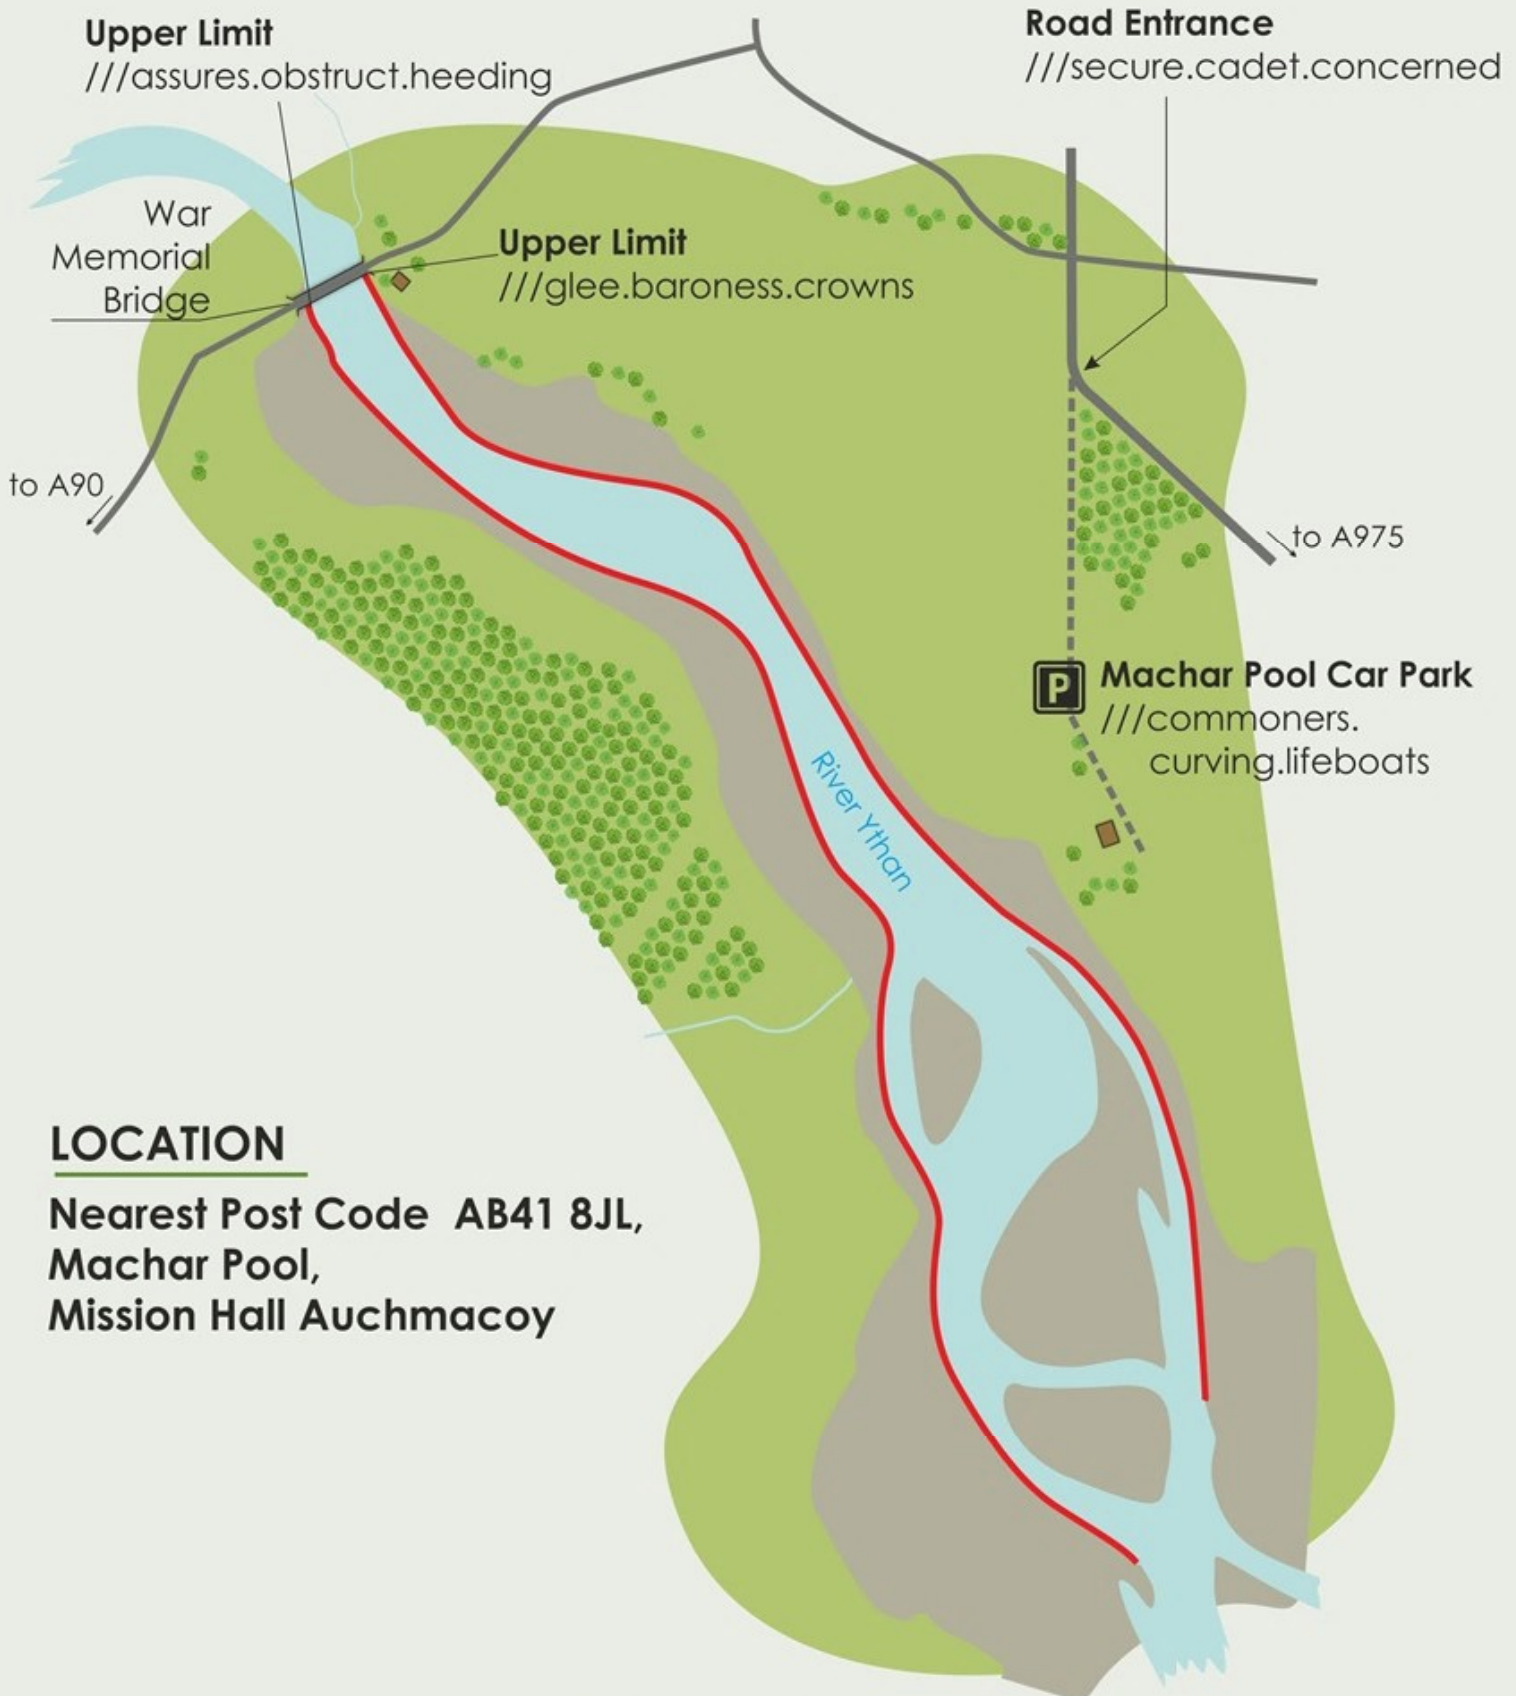 Upper Limit
///assures.obstruct.heeding
Road Entrance
///secure.cadet.concerned
War
Memorial
Bridge
Upper Limit
///glee.baroness.crowns
to A90
to A975
P
Machar Pool Car Park
///commoners.
curving.lifeboats
River Ythan
LOCATION
Nearest Post Code AB41 8JL,
Machar Pool,
Mission Hall Auchmacoy